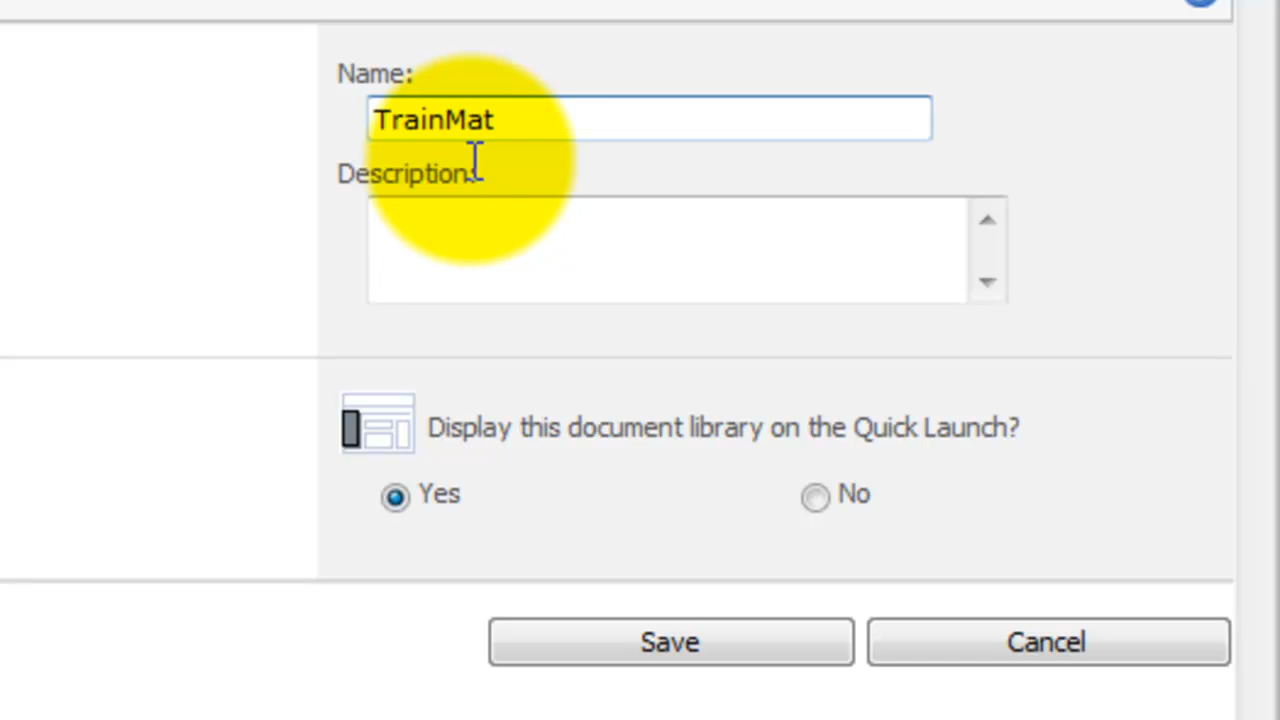 Name:
TrainMat
Description:
Display this document library on the Quick Launch?
Yes No
Save Cancel